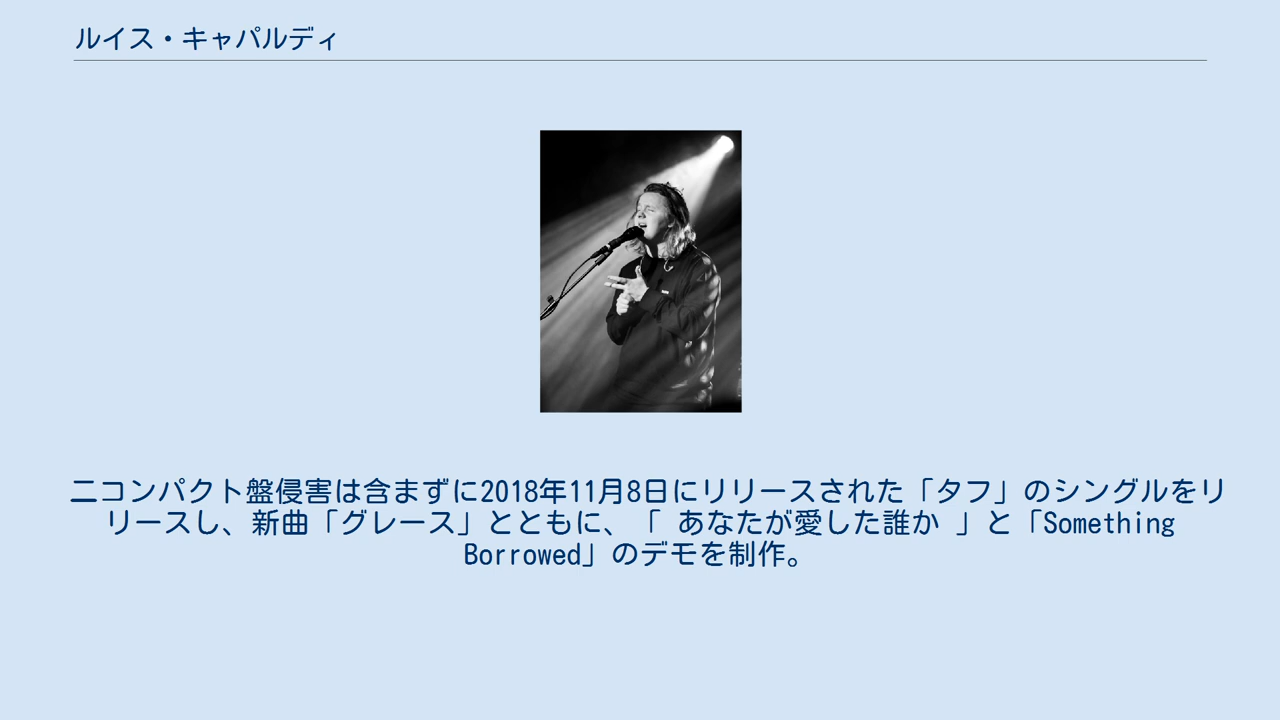 ルイス・キャパルディ
二コンパクト盤侵害は含まずに2018年11月8日にリリースされた「タフ」のシングルをリ
リースし、新曲「グレース」とともに、「 あなたが愛した誰か 」と「Something
Borrowed」のデモを制作。